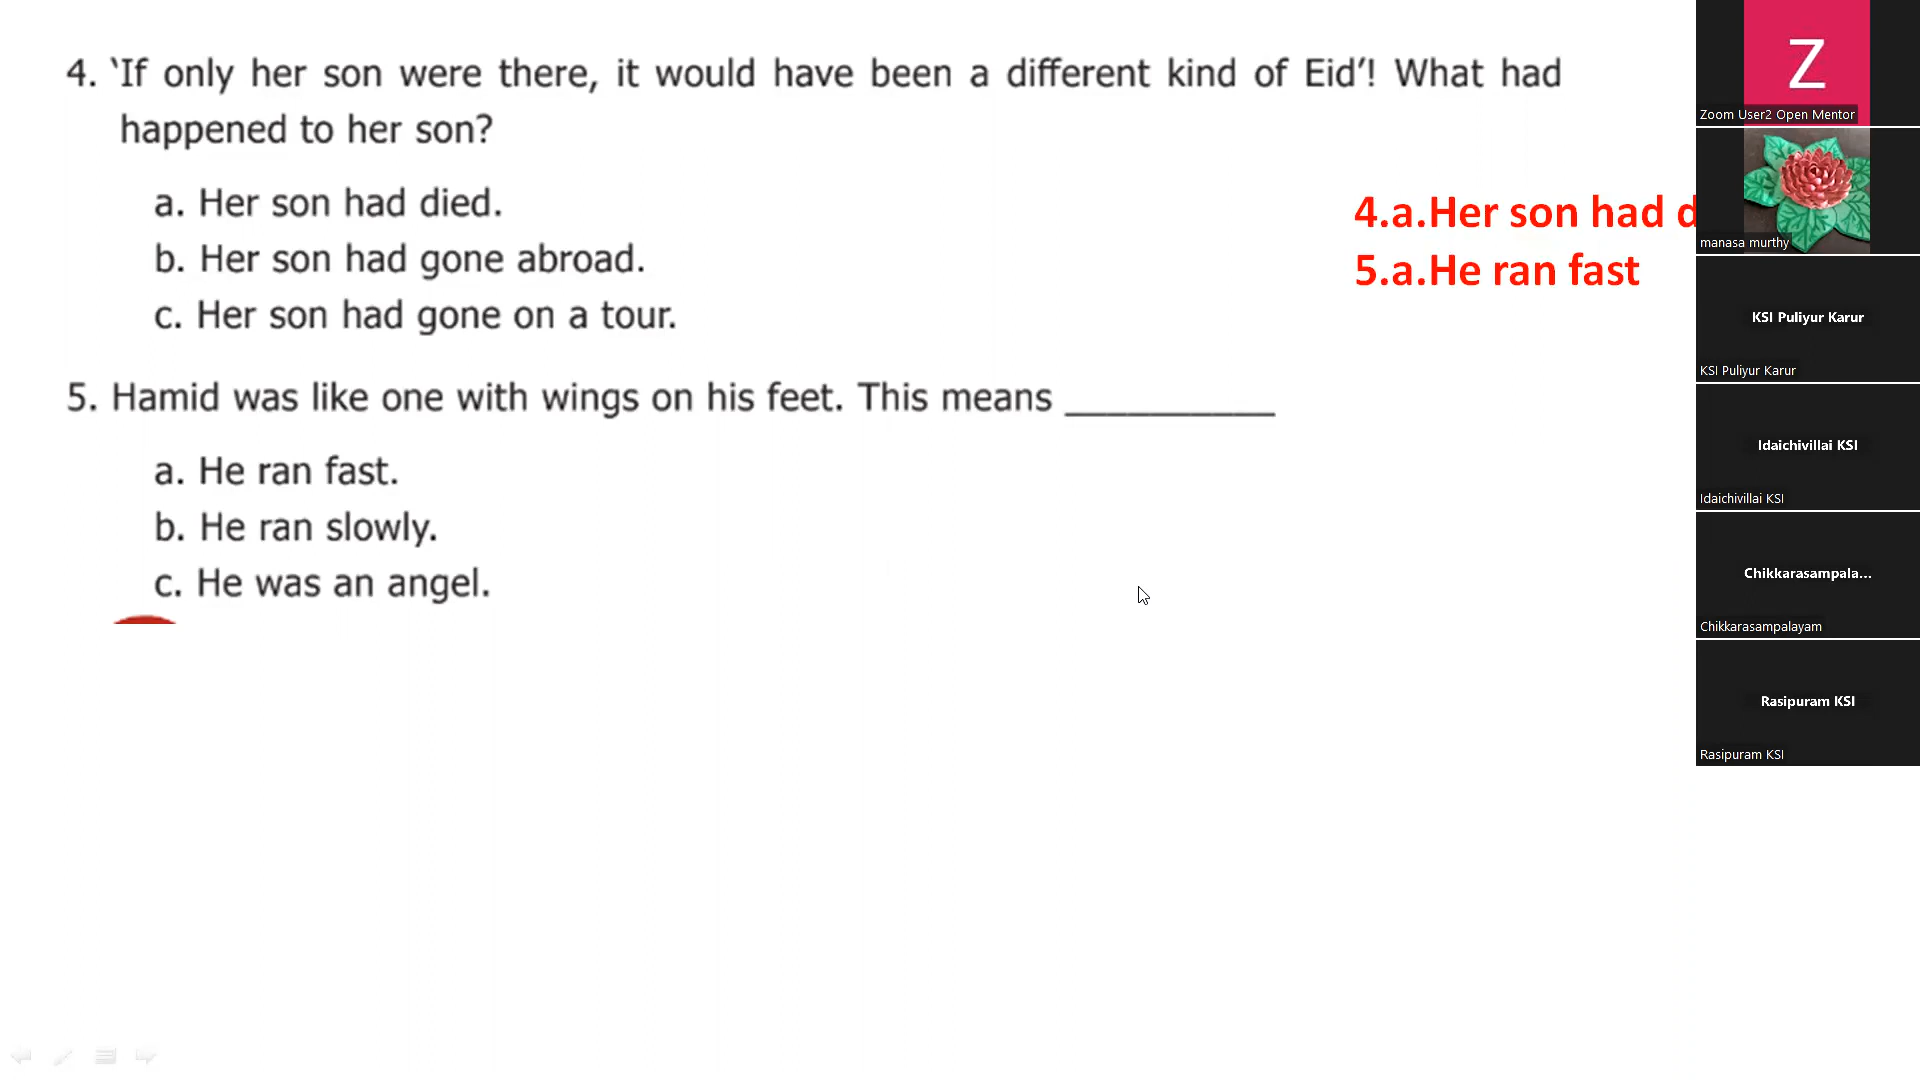 4. ‘If only her son were there, it would have been a different kind of Eid’! What had
happened to her son?
a. Her son had died.
b. Her son had gone abroad.
c. Her son had gone on a tour.
5. Hamid was like one with wings on his feet. This means __________
a. He ran fast.
b. He ran slowly.
c. He was an angel.
4.a.Her son had d
5.a.He ran fast
Z
Zoom User2 Open Mentor
manasa murthy
KSI Puliyur Karur
KSI Puliyur Karur
Idaichivillai KSI
Idaichivillai KSI
Chikkarasampala...
Chikkarasampalayam
Rasipuram KSI
Rasipuram KSI